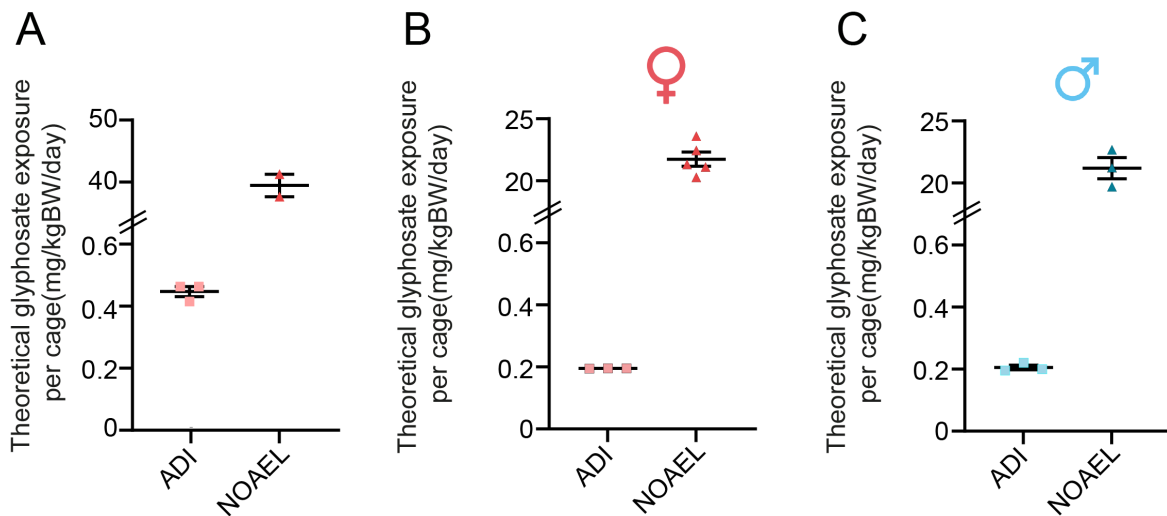 A
Theoretical glyphosate exposure
per cage(mg/kgBW/day)
50
40
0.6
0.4
0.2
0
ADI
NOAEL
B
Theoretical glyphosate exposure
per cage(mg/kgBW/day)
25
20
0.6
0.4
0.2
0
ADI
NOAEL
C
Theoretical glyphosate exposure
per cage(mg/kgBW/day)
25
20
0.6
0.4
0.2
0
ADI
NOAEL